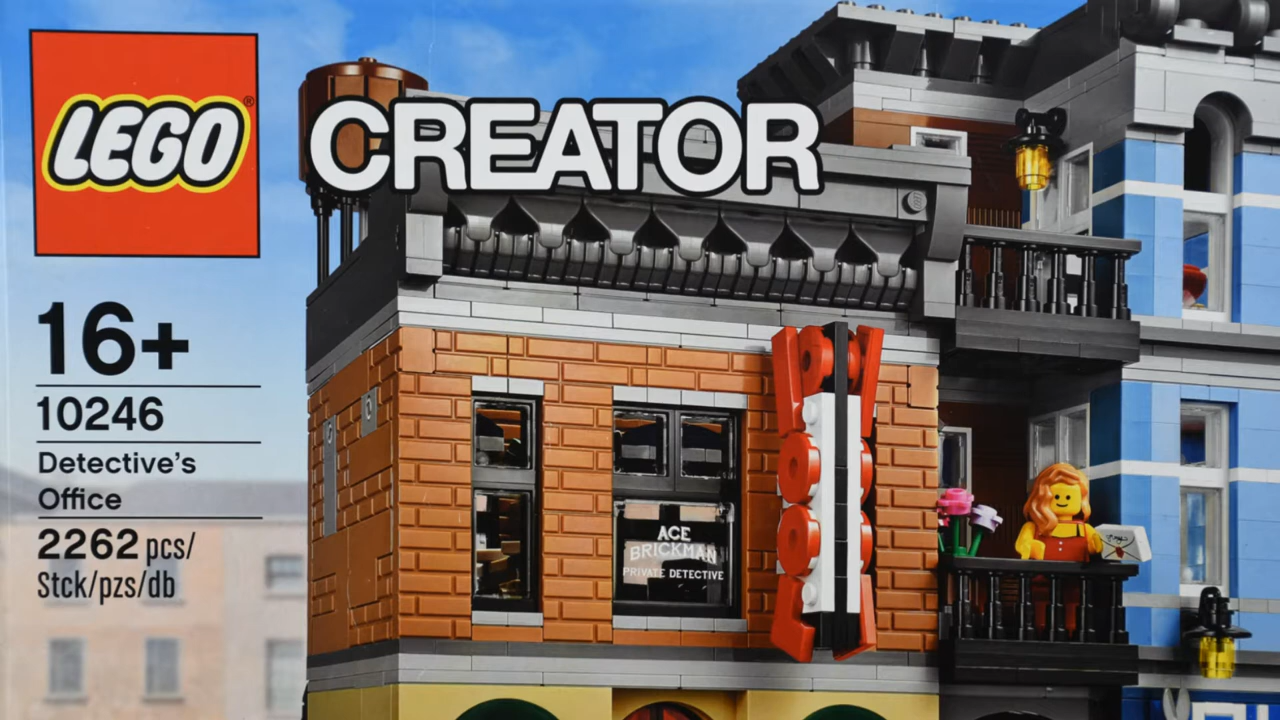 LEGO®
CREATOR
16+
10246
Detective's
Office
2262 pcs/
Stck/pzs/db
ACE
BRICKMAN
PRIVATE DETECTIVE